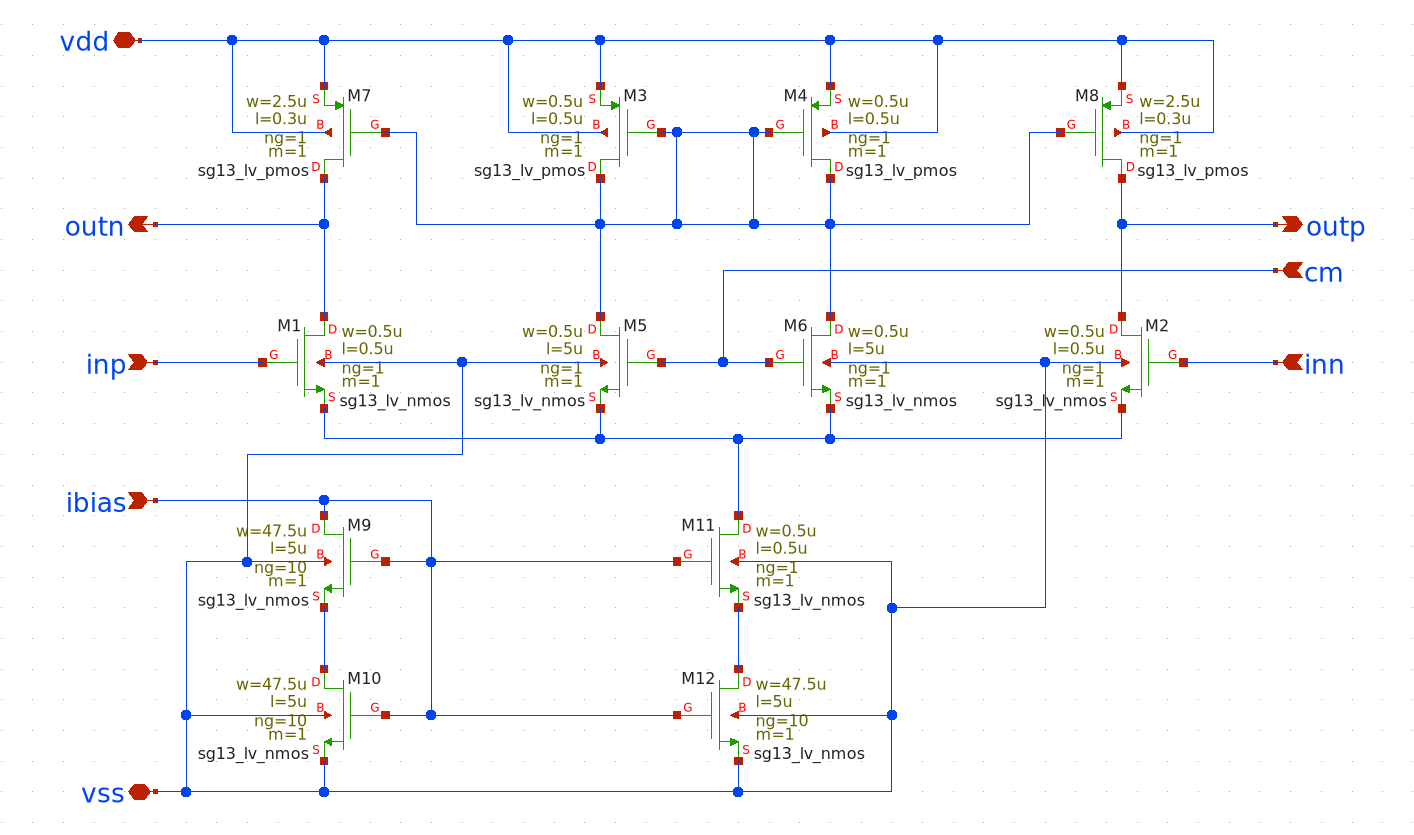 vdd
S
M7
w=2.5u
l=0.3u
B
G
ng=1
m=1
D
sg13_lv_pmos
S
M3
w=0.5u
l=0.5u
B
G
ng=1
m=1
D
sg13_lv_pmos
M4
S
w=0.5u
l=0.5u
G
B
ng=1
m=1
D
sg13_lv_pmos
M8
S
w=2.5u
l=0.3u
G
B
ng=1
m=1
D
sg13_lv_pmos
outn
outp
cm
M1
D
w=0.5u
l=0.5u
G
B
ng=1
m=1
S
sg13_lv_nmos
inp
D
M5
w=0.5u
l=5u
B
G
ng=1
m=1
S
sg13_lv_nmos
M6
D
w=0.5u
l=5u
G
B
ng=1
m=1
S
sg13_lv_nmos
D
M2
w=0.5u
l=0.5u
B
G
ng=1
m=1
S
sg13_lv_nmos
inn
ibias
D
M9
w=47.5u
l=5u
B
G
ng=10
m=1
S
sg13_lv_nmos
M11
D
w=0.5u
l=0.5u
G
B
ng=1
m=1
S
sg13_lv_nmos
D
M10
w=47.5u
l=5u
B
G
ng=10
m=1
S
sg13_lv_nmos
M12
D
w=47.5u
l=5u
G
B
ng=10
m=1
S
sg13_lv_nmos
vss